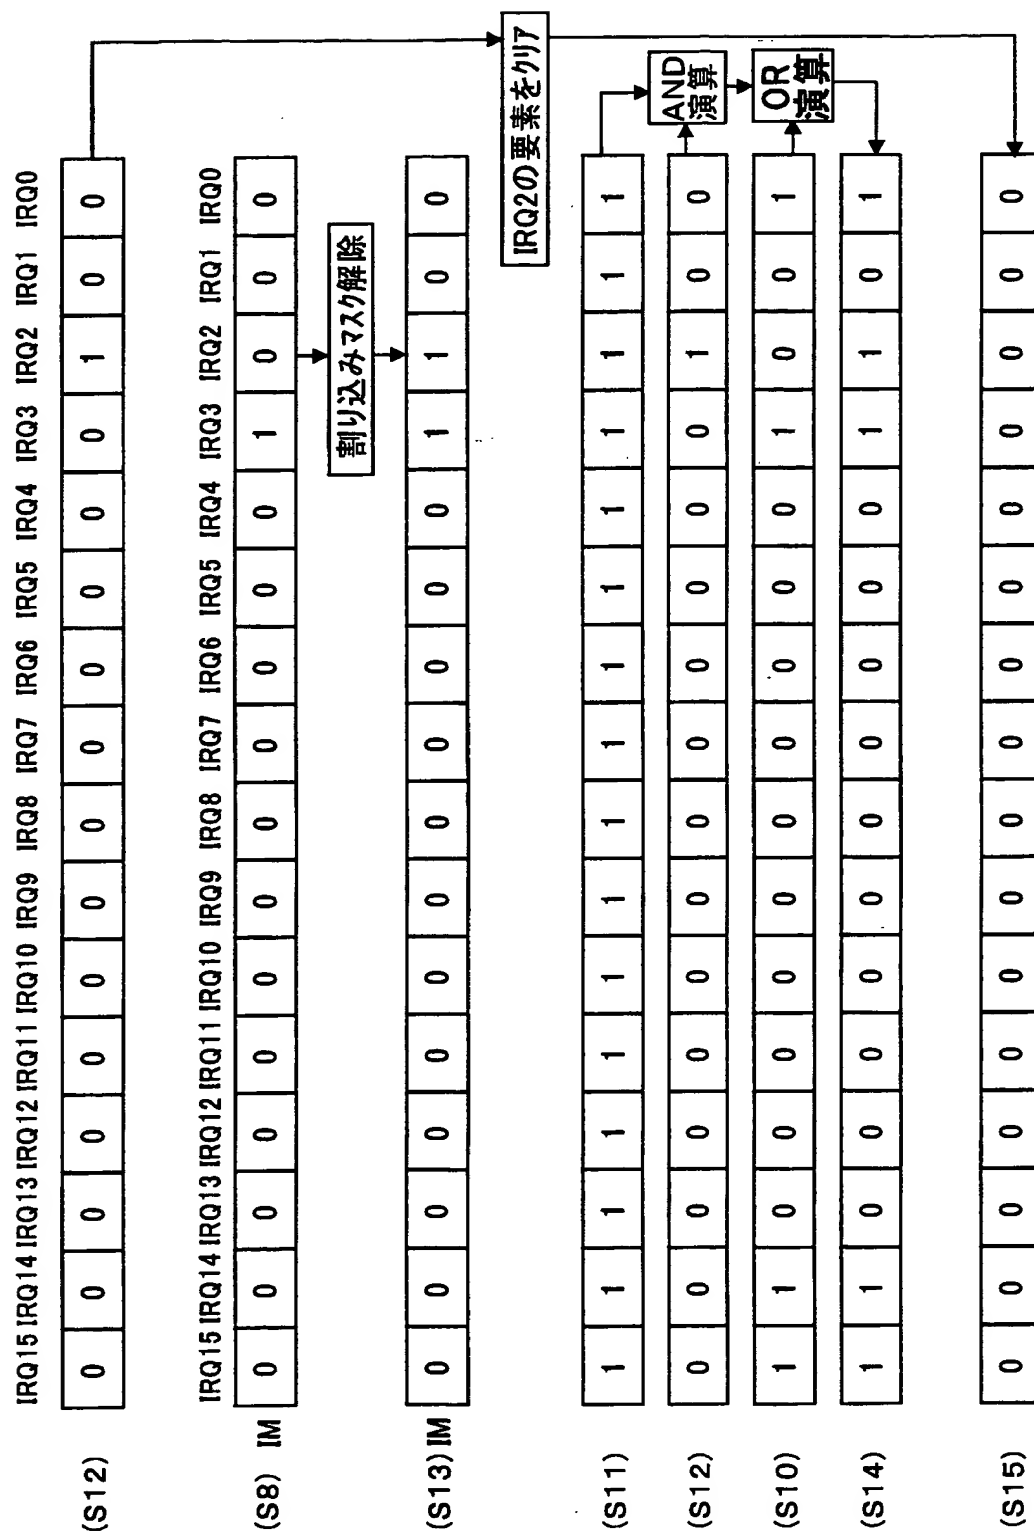 IRQ15 IRQ14 IRQ13 IRQ12 IRQ11 IRQ10 IRQ9 IRQ8 IRQ7 IRQ6 IRQ5 IRQ4 IRQ3 IRQ2 IRQ1 IRQ0
(S12) 0 0 0 0 0 0 0 0 0 0 0 0 0 1 0 0
IRQ15 IRQ14 IRQ13 IRQ12 IRQ11 IRQ10 IRQ9 IRQ8 IRQ7 IRQ6 IRQ5 IRQ4 IRQ3 IRQ2 IRQ1 IRQ0
(S8) IM 0 0 0 0 0 0 0 0 0 0 0 0 1 0 0 0
割り込みマスク解除
(S13) IM 0 0 0 0 0 0 0 0 0 0 0 0 1 1 0 0
IRQ2の要素をクリア
(S11) 1 1 1 1 1 1 1 1 1 1 1 1 1 1 1 1
AND
演算
(S12) 0 0 0 0 0 0 0 0 0 0 0 0 0 1 0 0
OR
演算
(S10) 1 1 0 0 0 0 0 0 0 0 0 0 1 0 0 1
(S14) 1 1 0 0 0 0 0 0 0 0 0 0 1 1 0 1
(S15) 0 0 0 0 0 0 0 0 0 0 0 0 0 0 0 0